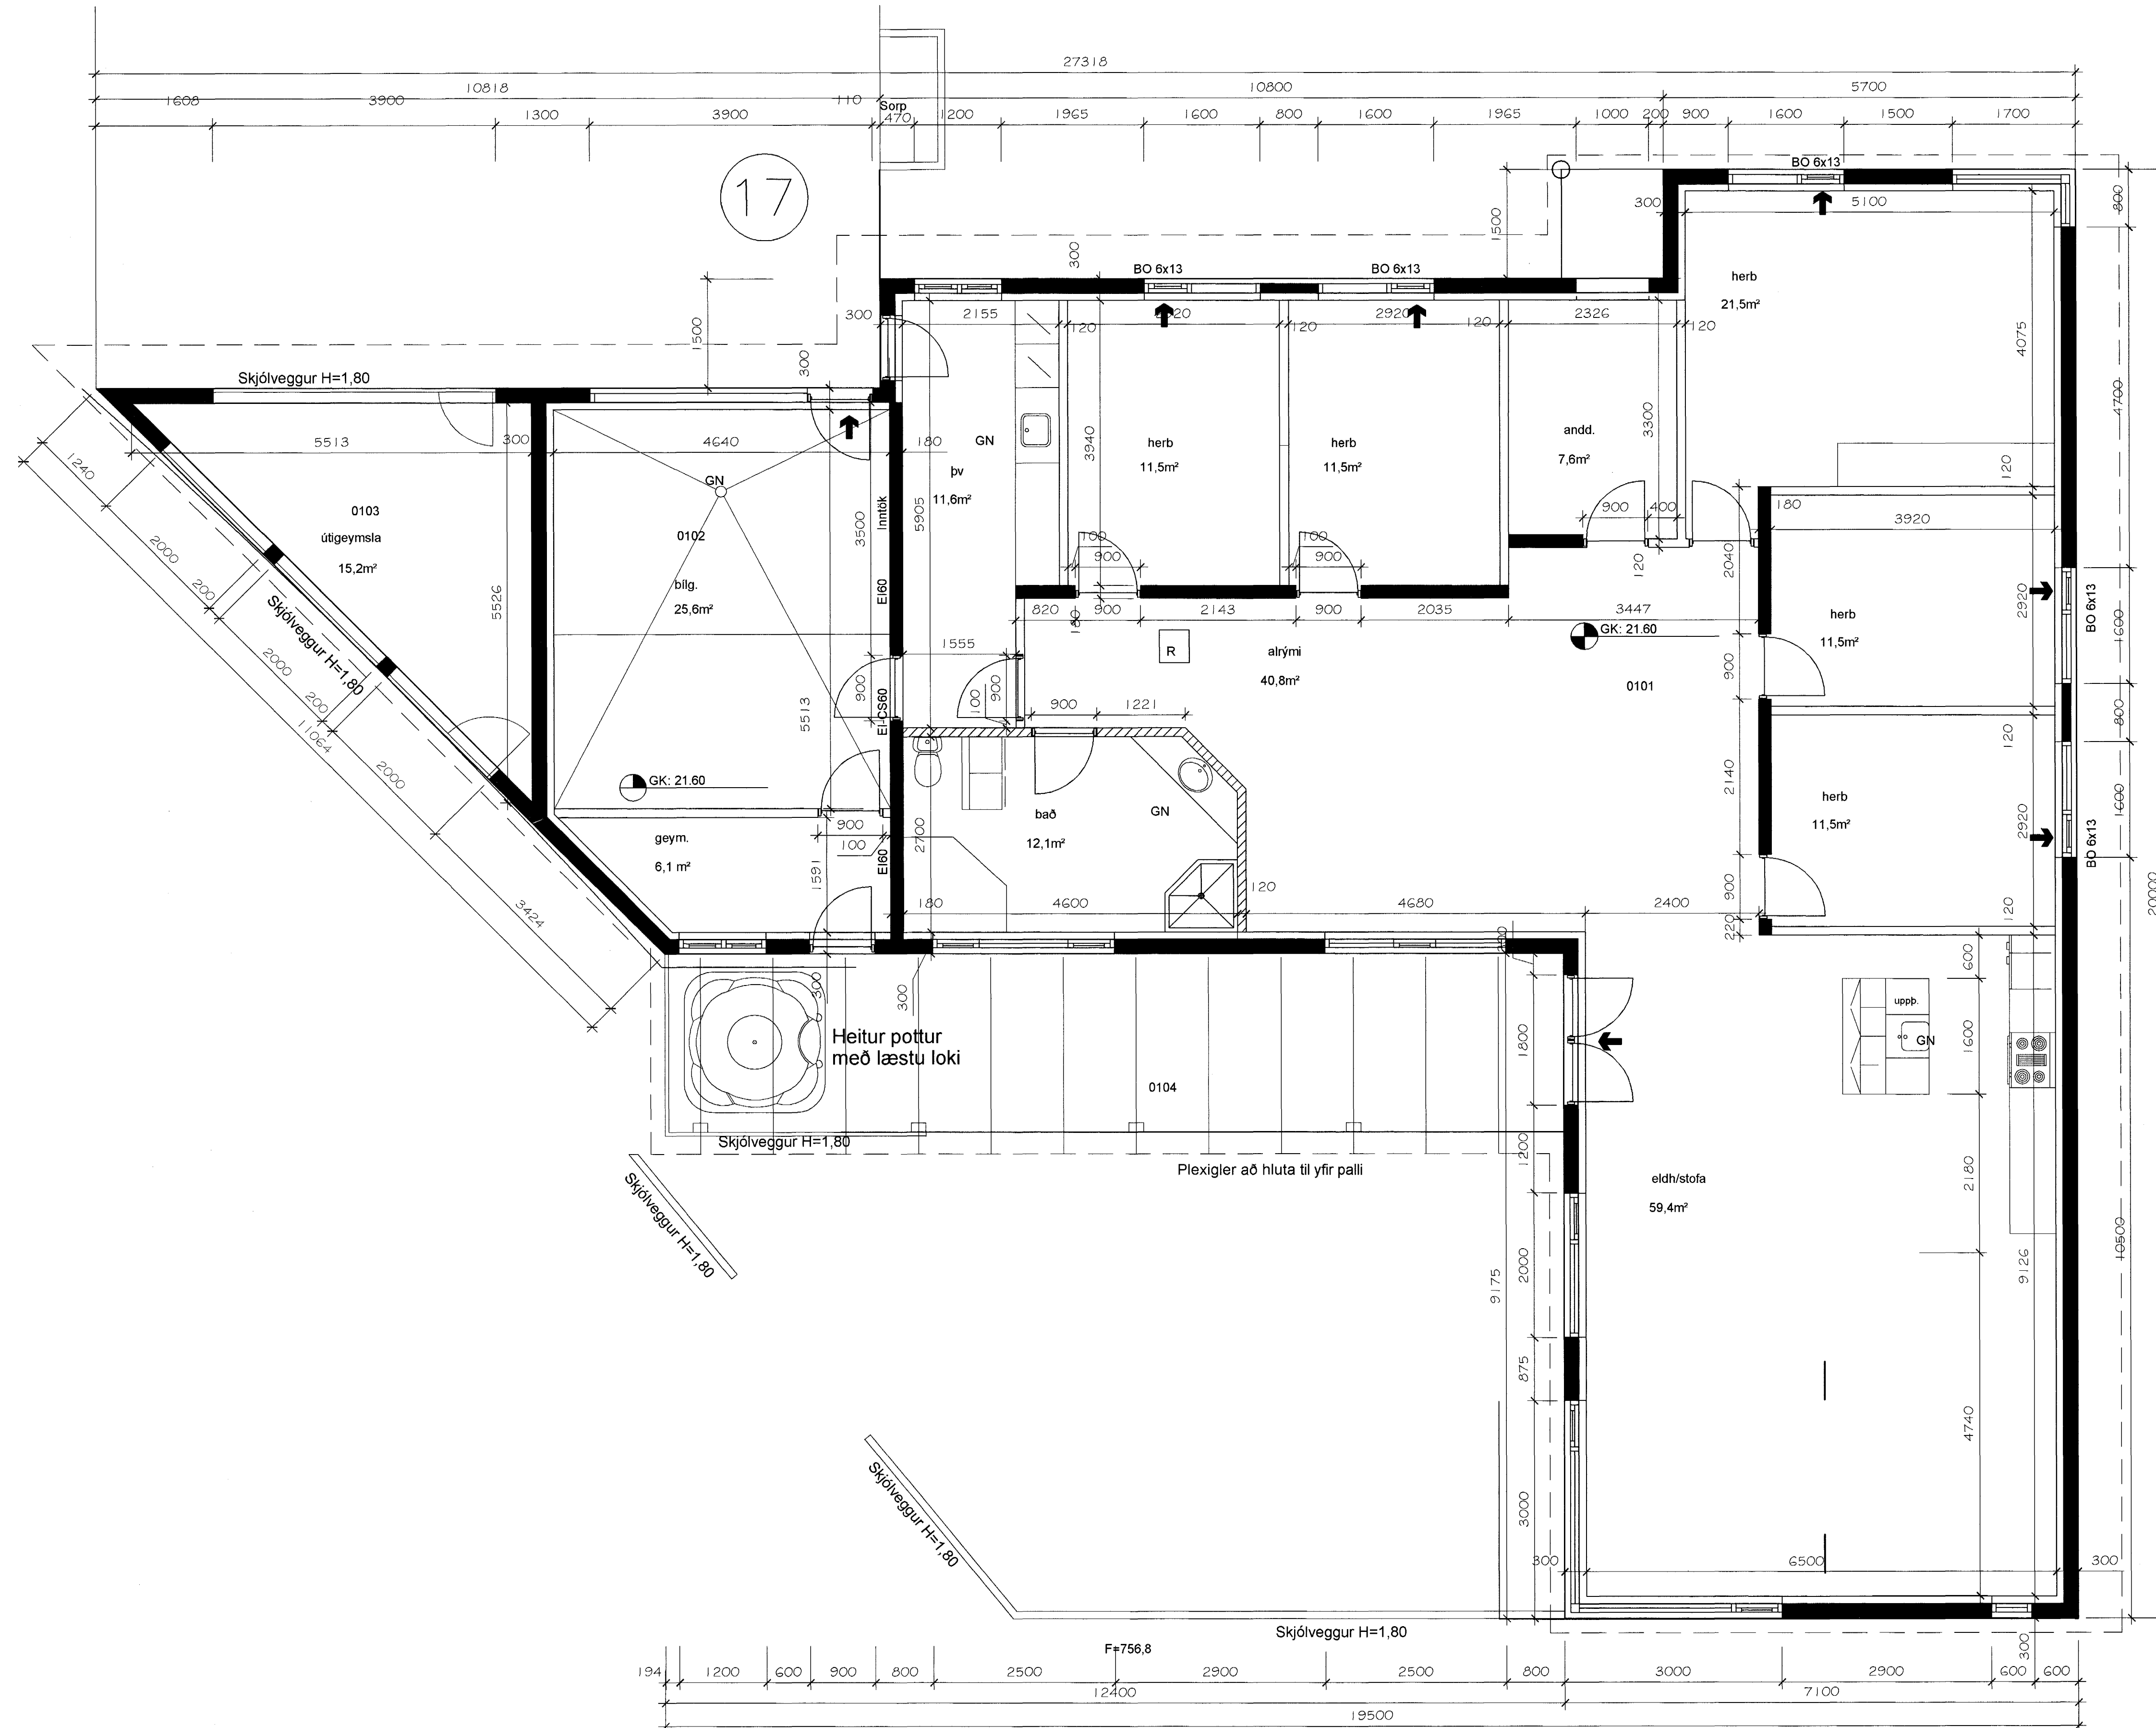 27318
10818
10800
5700
1608
3900
1300
3900
110
Sorp
470
1200
1965
1600
800
1600
1965
1000
200
900
1600
1500
1700
17
BO 6x13
300
5100
800
1500
300
BO 6x13
BO 6x13
herb
21,5m²
4075
4700
300
2155
120
2920
120
2920
120
2326
120
1500
300
Skjólveggur H=1,80
5513
300
4640
180
GN
3940
herb
11,5m²
herb
11,5m²
andd.
7,6m²
3300
120
1240
GN
þv
11,6m²
5905
0103
útigeymsla
15,2m²
0102
3500
Inntök
900
400
180
3920
2000
200
bílg.
25,6m²
EI60
5526
100
900
100
900
120
2040
2920
BO 6x13
1600
Skjólveggur H=1,80
820
900
2143
900
2035
3447
180
GK: 21.60
herb
11,5m²
2000
200
11064
1555
R
alrými
40,8m²
0101
900
5513
900
EI-CS60
100
900
900
1221
800
120
2000
GK: 21.60
2140
herb
11,5m²
2920
1600
BO 6x13
geym.
6,1 m²
900
100
1591
EI60
2700
bað
12,1m²
GN
120
3424
180
4600
4680
2400
900
220
120
20000
300
300
Heitur pottur
með læstu loki
1800
600
uppþ.
GN
1600
0104
Skjólveggur H=1,80
1200
Plexigler að hluta til yfir palli
eldh/stofa
59,4m²
2180
Skjólveggur H=1,80
9175
2000
9126
10500
875
4740
Skjólveggur H=1,80
3000
300
6500
300
Skjólveggur H=1,80
F=756,8
300
194
1200
600
900
800
2500
2900
2500
800
3000
2900
600
600
12400
7100
19500